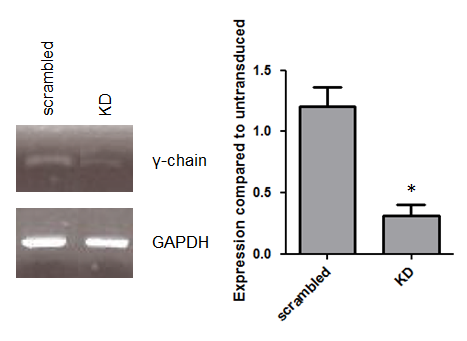 scrambled
KD
γ-chain
GAPDH
Expression compared to untransduced
1.5
1.0
0.5
0.0
*
scrambled
KD